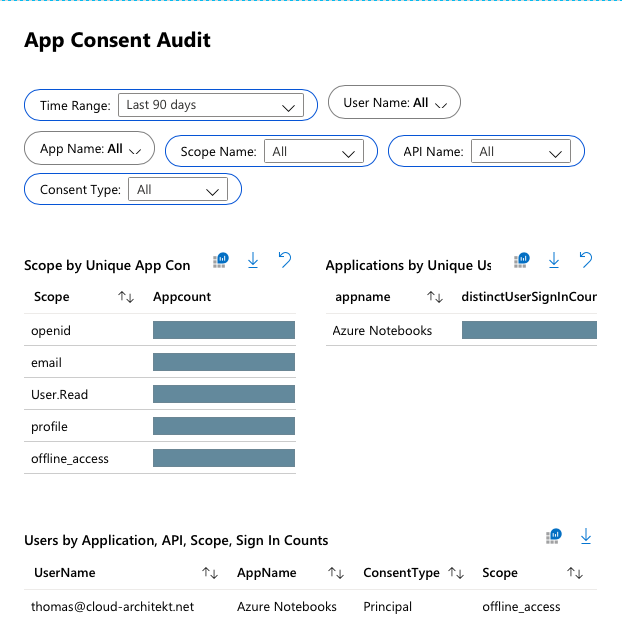 App Consent Audit
Time Range: Last 90 days
User Name: All
App Name: All
Scope Name: All
API Name: All
Consent Type: All
Scope by Unique App Con
Scope Appcount
openid
email
User.Read
profile
offline_access
Applications by Unique Us
appname distinctUserSignInCour
Azure Notebooks
Users by Application, API, Scope, Sign In Counts
UserName AppName ConsentType Scope
thomas@cloud-architekt.net Azure Notebooks Principal offline_access